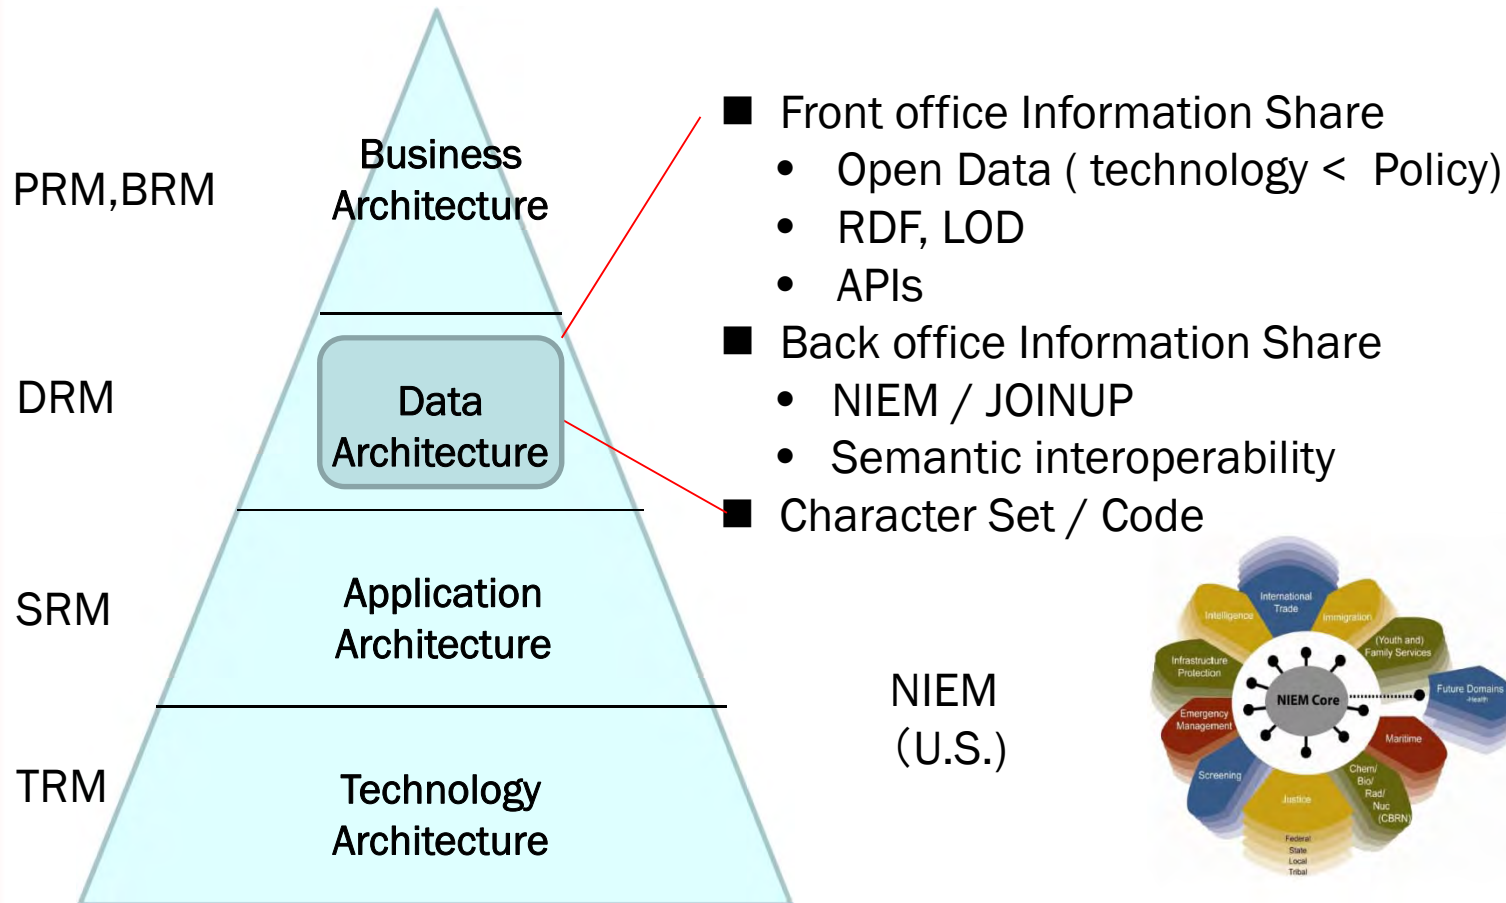 PRM,BRM
Business
Architecture
DRM
Data
Architecture
SRM
Application
Architecture
TRM
Technology
Architecture
■ Front office Information Share
• Open Data ( technology < Policy)
• RDF, LOD
• APIs
■ Back office Information Share
• NIEM / JOINUP
• Semantic interoperability
■ Character Set / Code
NIEM
（U.S.)
International
Trade
Intelligence
Immigration
(Youth and)
Family Services
Infrastructure
Protection
NIEM Core
Future Domains
-Health
Emergency
Management
Maritime
Screening
Chem/
Bio/
Rad/
Nuc
(CBRN)
Justice
Federal
State
Local
Tribal